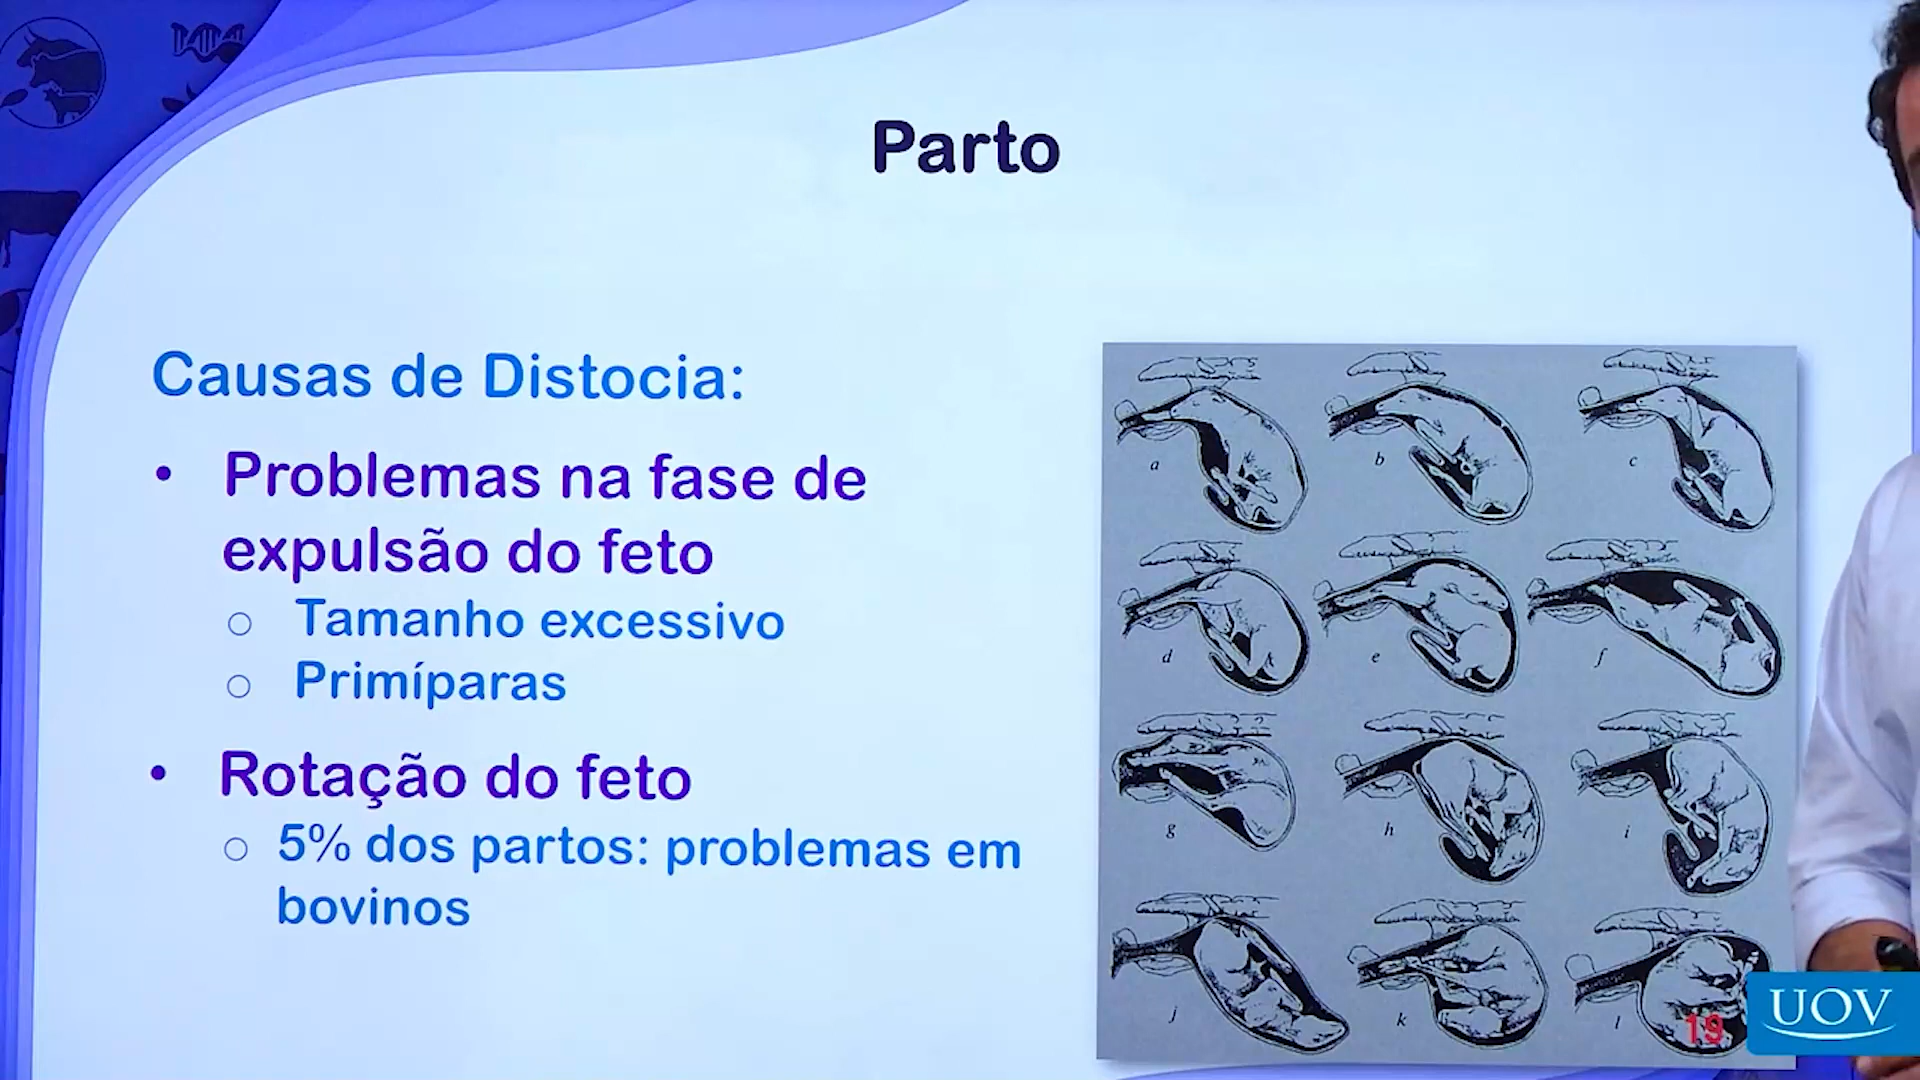 Parto
Causas de Distocia:
• Problemas na fase de
expulsão do feto
o Tamanho excessivo
o Primíparas
• Rotação do feto
o 5% dos partos: problemas em
bovinos
a
b
c
d
e
f
g
h
i
j
k
l
19
UOV